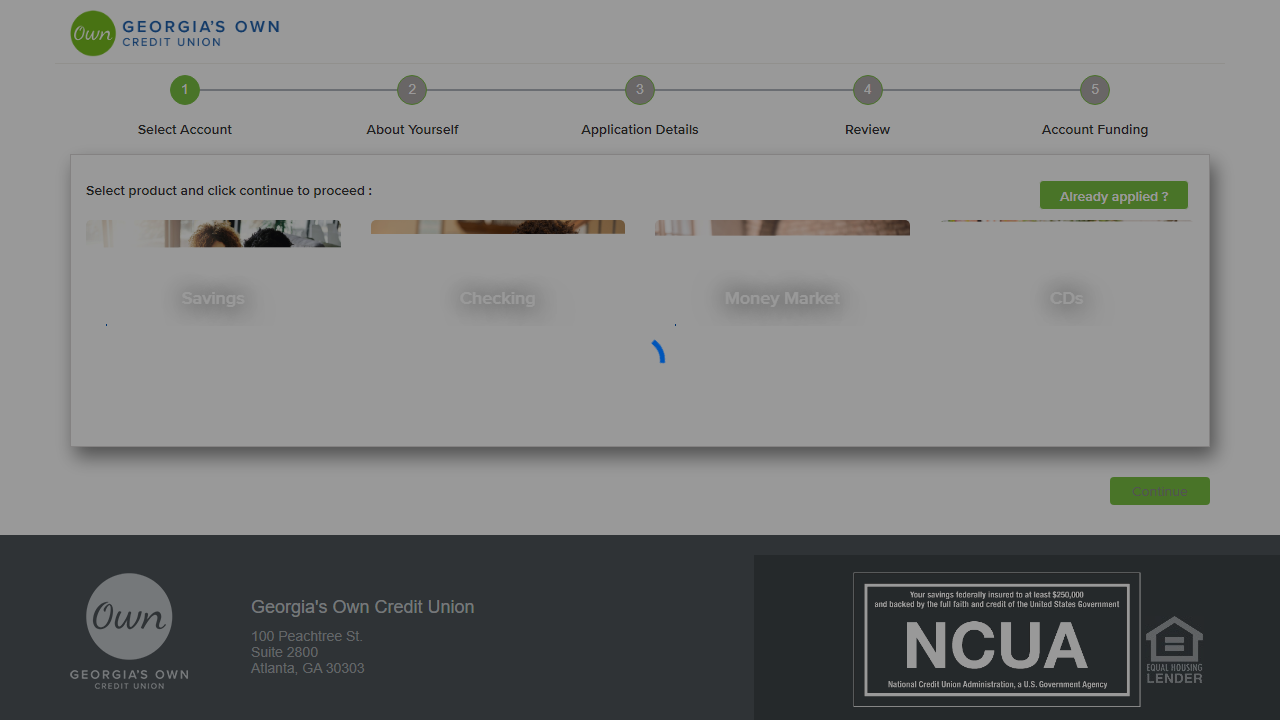 Own GEORGIA'S OWN
CREDIT UNION
1 2 3 4 5
Select Account About Yourself Application Details Review Account Funding
Select product and click continue to proceed :
Already applied ?
Savings Checking Money Market CDs
Continue
Own
GEORGIA'S OWN
CREDIT UNION
Georgia's Own Credit Union
100 Peachtree St.
Suite 2800
Atlanta, GA 30303
Your savings federally insured to at least $250,000
and backed by the full faith and credit of the United States Government
NCUA
National Credit Union Administration, a U.S. Government Agency
EQUAL HOUSING
LENDER